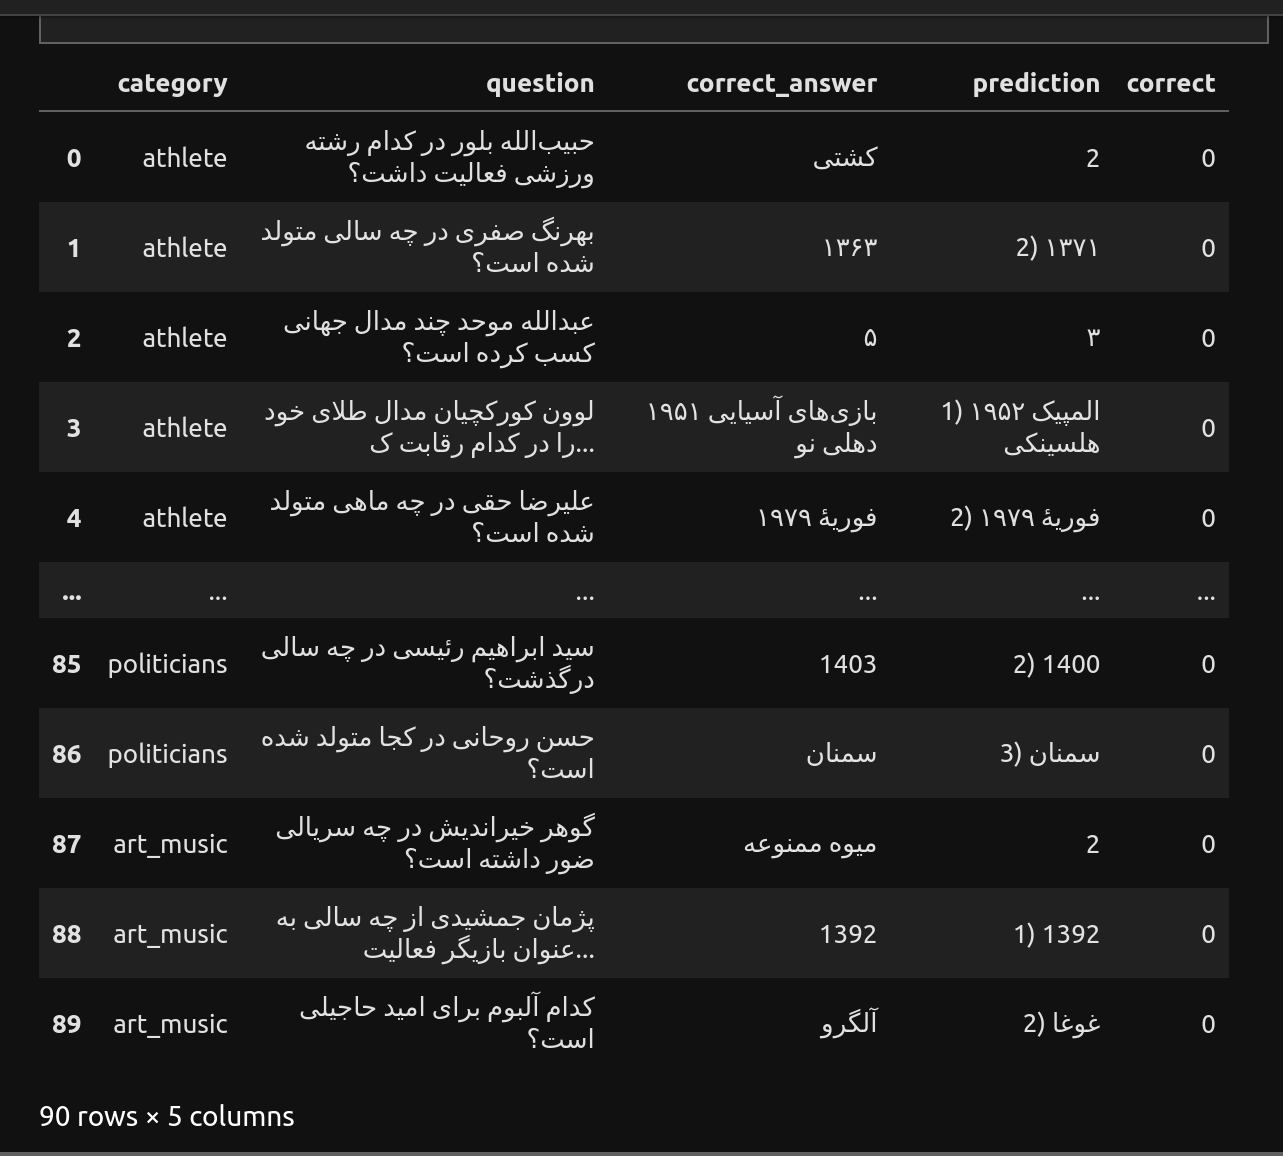 category question correct_answer prediction correct
0 athlete حبیب‌الله بلور در کدام رشته ورزشی فعالیت داشت؟ کشتی 2 0
1 athlete بهرنگ صفری در چه سالی متولد شده است؟ ۱۳۶۳ 2) ۱۳۷۱ 0
2 athlete عبدالله موحد چند مدال جهانی کسب کرده است؟ ۵ ۳ 0
3 athlete لوون کورکچیان مدال طلای خود را در کدام رقابت ک... بازی‌های آسیایی ۱۹۵۱ دهلی نو 1) المپیک ۱۹۵۲ هلسینکی 0
4 athlete علیرضا حقی در چه ماهی متولد شده است؟ فوریهٔ ۱۹۷۹ 2) فوریهٔ ۱۹۷۹ 0
... ... ... ... ... ...
85 politicians سید ابراهیم رئیسی در چه سالی درگذشت؟ 1403 2) 1400 0
86 politicians حسن روحانی در کجا متولد شده است؟ سمنان 3) سمنان 0
87 art_music گوهر خیراندیش در چه سریالی ضور داشته است؟ میوه ممنوعه 2 0
88 art_music پژمان جمشیدی از چه سالی به عنوان بازیگر فعالیت... 1392 1) 1392 0
89 art_music کدام آلبوم برای امید حاجیلی است؟ آلگرو 2) غوغا 0
90 rows × 5 columns